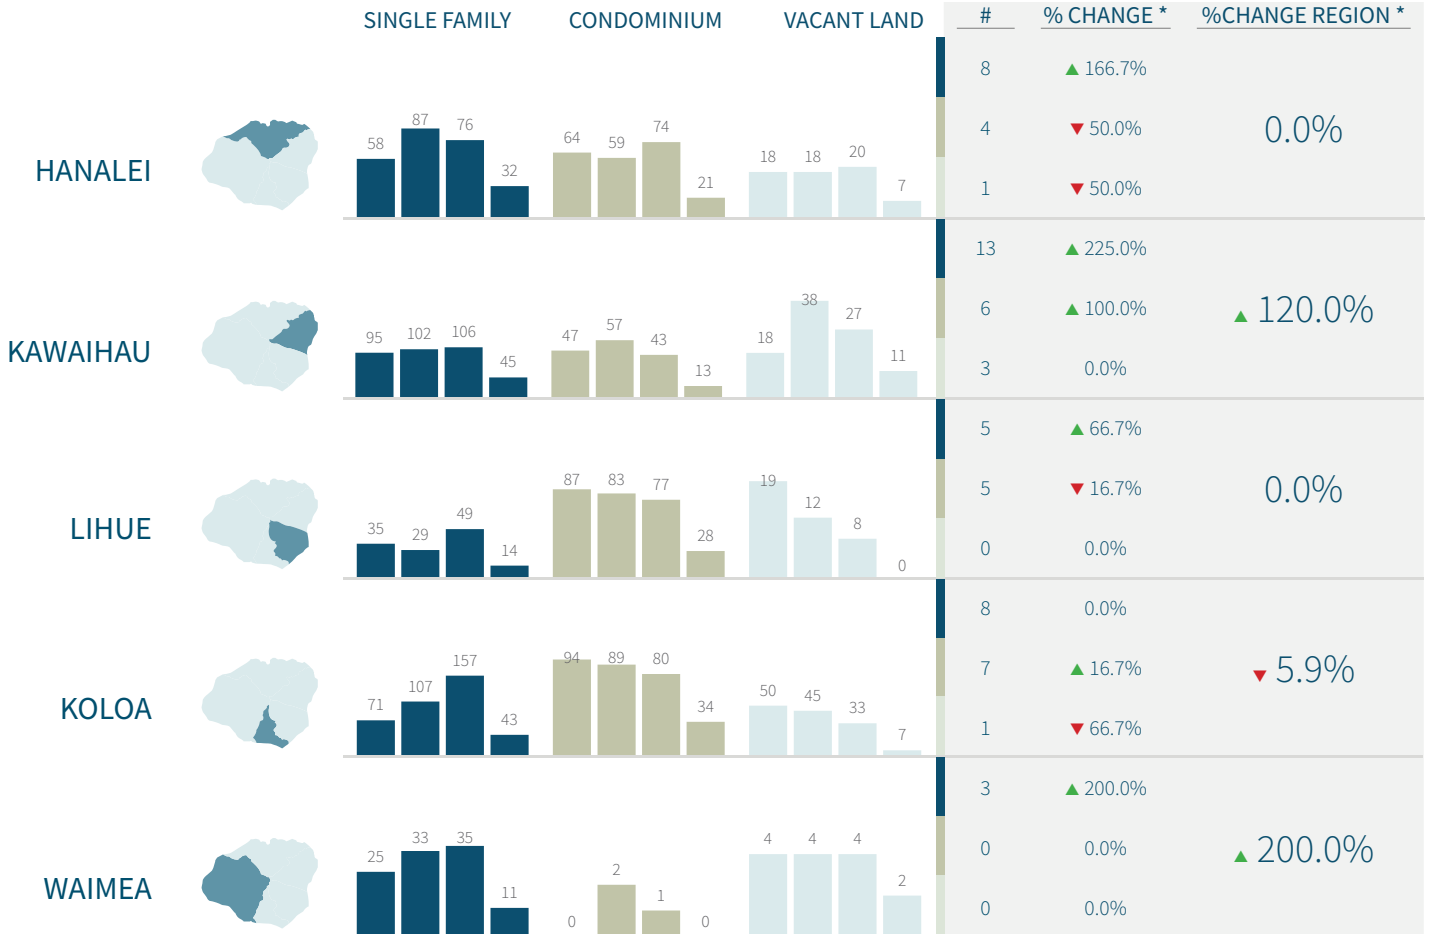 SINGLE FAMILY CONDOMINIUM VACANT LAND # % CHANGE * %CHANGE REGION *
HANALEI
58 87 76 32
64 59 74 21
18 18 20 7
8 ▲ 166.7%
4 ▼ 50.0%
1 ▼ 50.0%
0.0%
KAWAIHAU
95 102 106 45
47 57 43 13
18 38 27 11
13 ▲ 225.0%
6 ▲ 100.0%
3 0.0%
▲ 120.0%
LIHUE
35 29 49 14
87 83 77 28
19 12 8 0
5 ▲ 66.7%
5 ▼ 16.7%
0 0.0%
0.0%
KOLOA
71 107 157 43
94 89 80 34
50 45 33 7
8 0.0%
7 ▲ 16.7%
1 ▼ 66.7%
▼ 5.9%
WAIMEA
25 33 35 11
0 2 1 0
4 4 4 2
3 ▲ 200.0%
0 0.0%
0 0.0%
▲ 200.0%